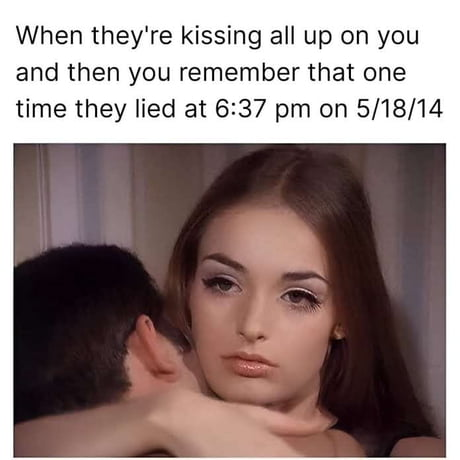 When they're kissing all up on you
and then you remember that one
time they lied at 6:37 pm on 5/18/14